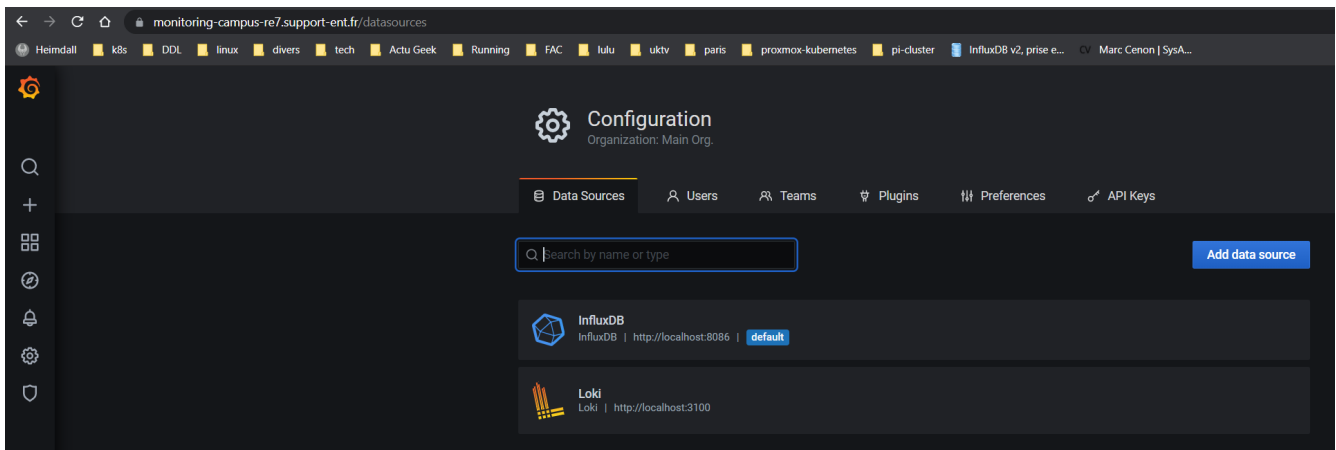 monitoring-campus-re7.support-ent.fr/datasources
Heimdall k8s DDL linux divers tech Actu Geek Running FAC lulu uktv paris proxmox-kubernetes pi-cluster InfluxDB v2, prise e... CV Marc Cenon | SysA...
Configuration
Organization: Main Org.
Data Sources Users Teams Plugins Preferences API Keys
Search by name or type Add data source
InfluxDB
InfluxDB | http://localhost:8086 | default
Loki
Loki | http://localhost:3100